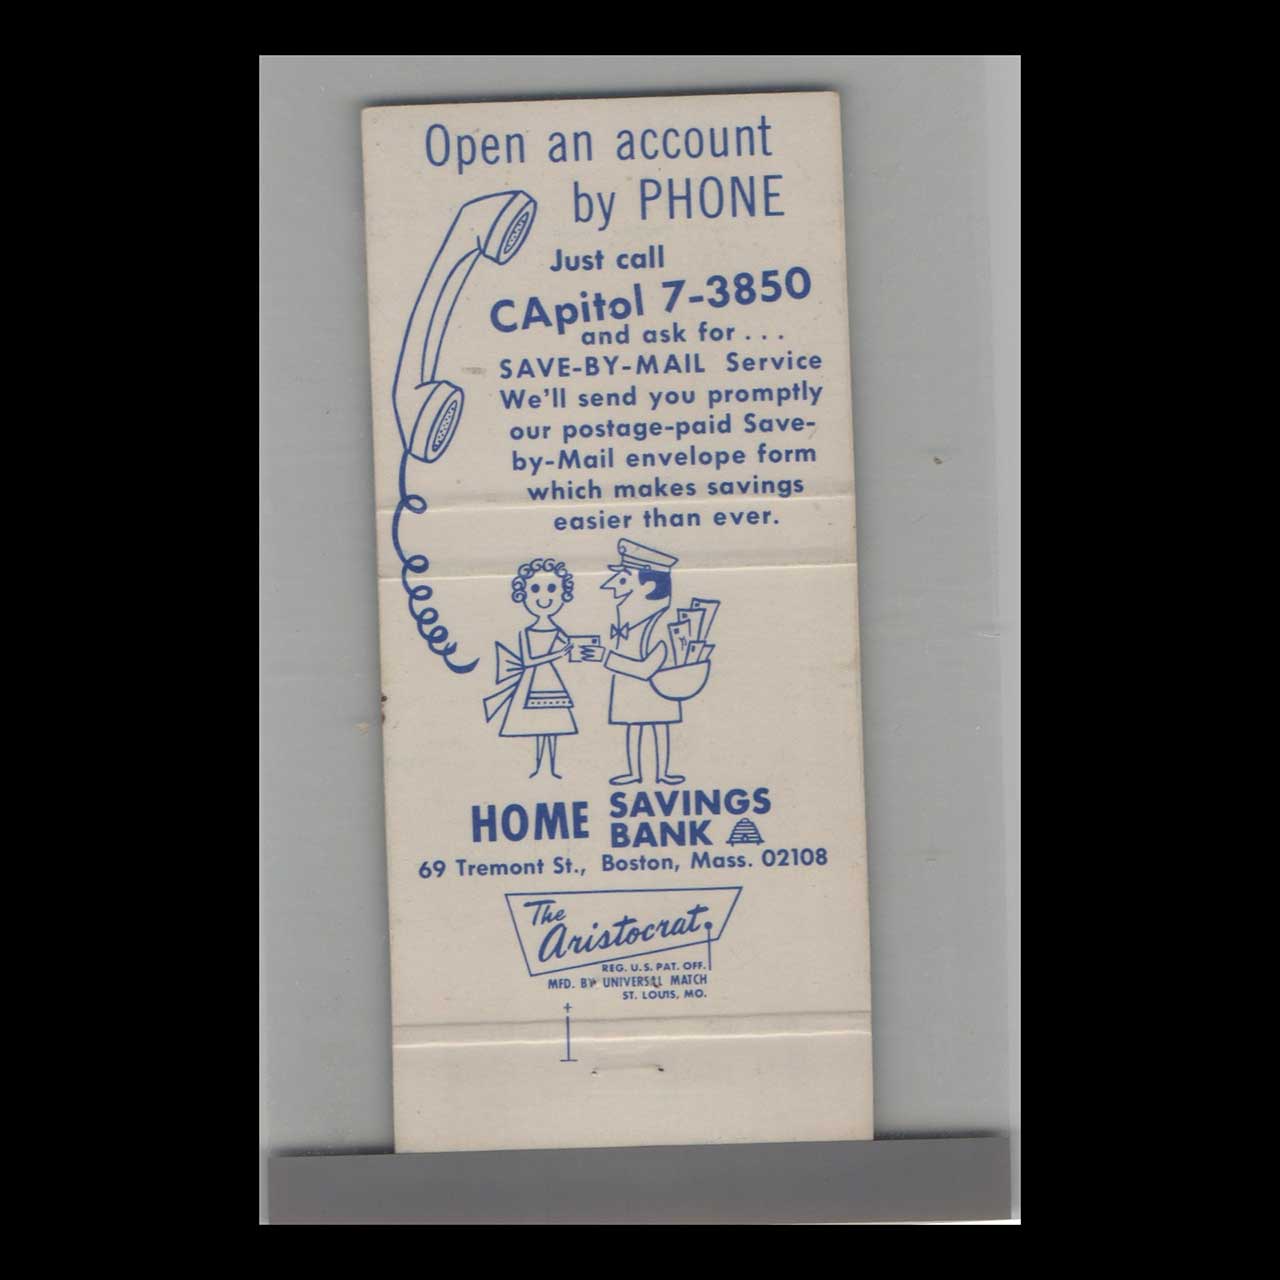 Open an account
by PHONE
Just call
CApitol 7-3850
and ask for...
SAVE-BY-MAIL Service
We'll send you promptly
our postage-paid Save-
by-Mail envelope form
which makes savings
easier than ever.
HOME SAVINGS
BANK
69 Tremont St., Boston, Mass. 02108
The
Aristocrat
REG. U.S. PAT. OFF.
MFD. BY UNIVERSAL MATCH
ST. LOUIS, MO.